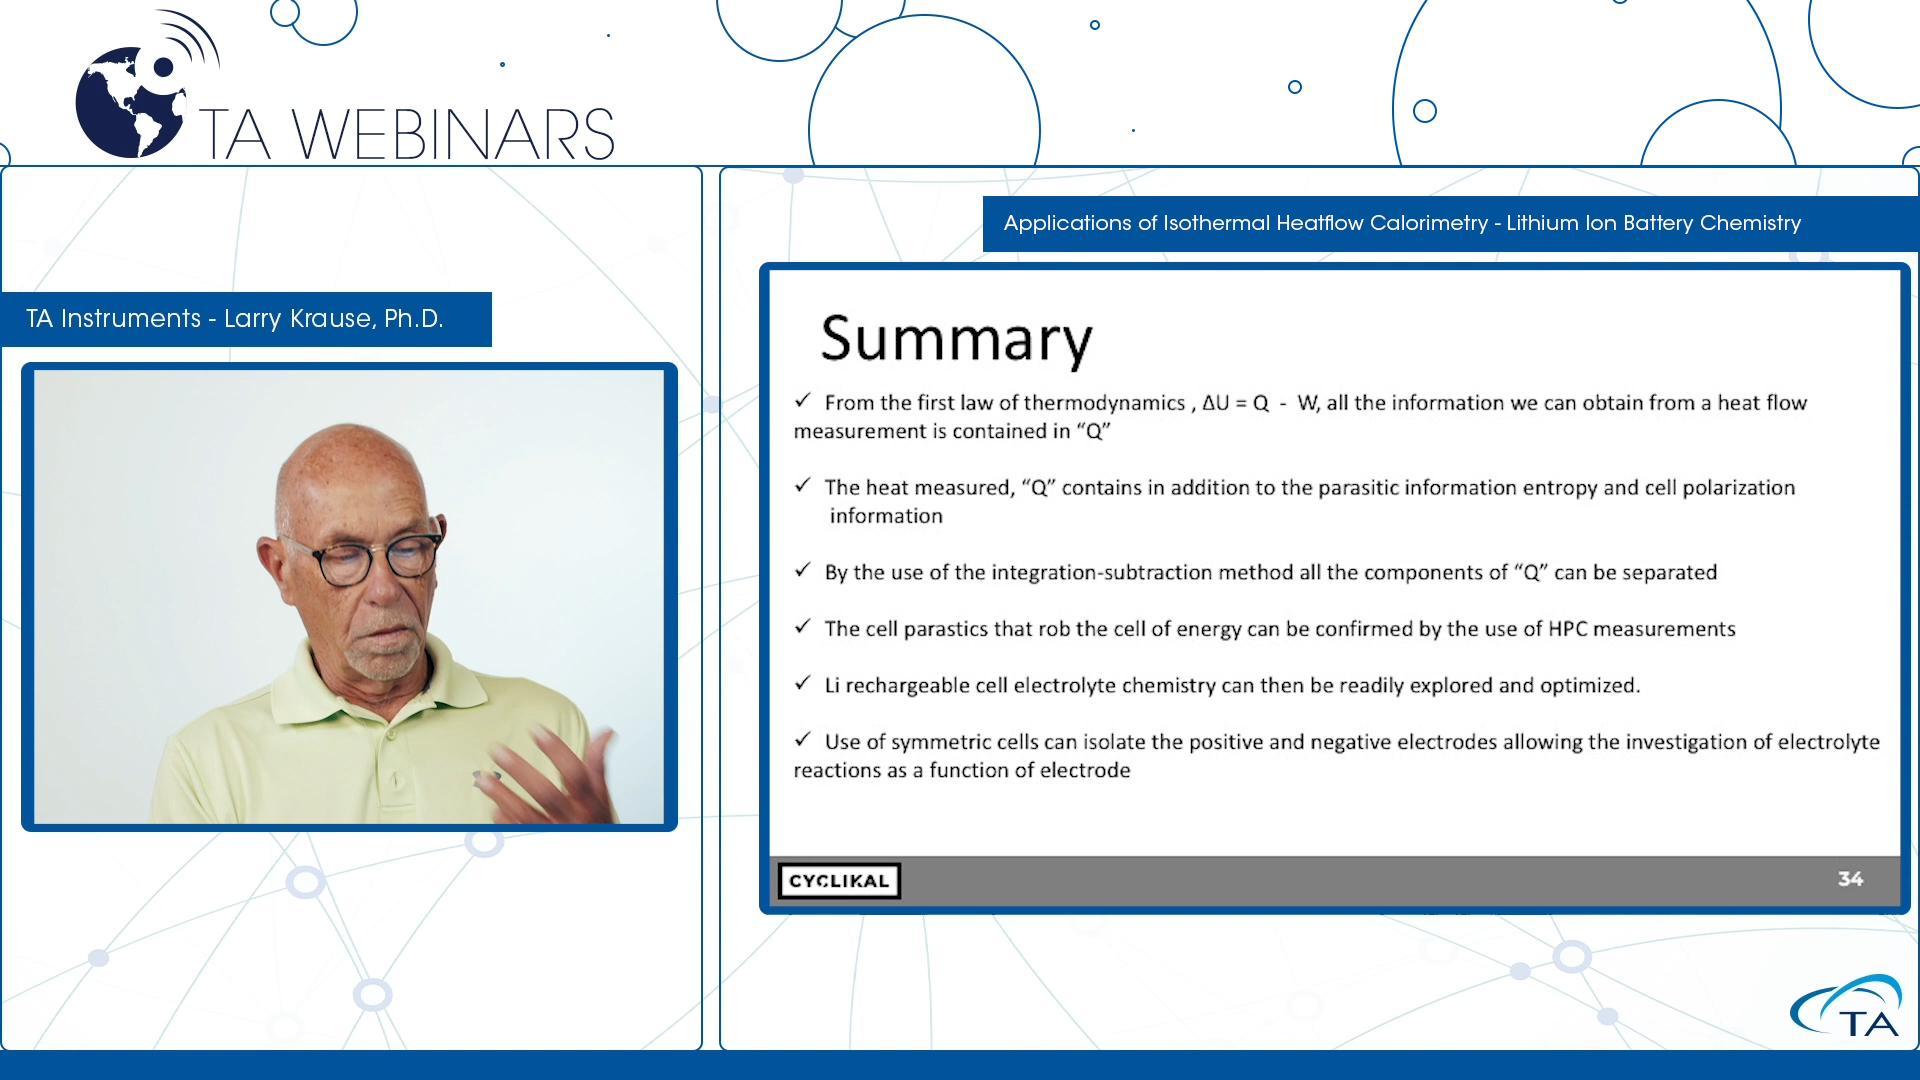 TA WEBINARS
Applications of Isothermal Heatflow Calorimetry - Lithium Ion Battery Chemistry
TA Instruments - Larry Krause, Ph.D.
Summary
✓ From the first law of thermodynamics , ΔU = Q - W, all the information we can obtain from a heat flow
measurement is contained in “Q”
✓ The heat measured, “Q” contains in addition to the parasitic information entropy and cell polarization
information
✓ By the use of the integration-subtraction method all the components of “Q” can be separated
✓ The cell parastics that rob the cell of energy can be confirmed by the use of HPC measurements
✓ Li rechargeable cell electrolyte chemistry can then be readily explored and optimized.
✓ Use of symmetric cells can isolate the positive and negative electrodes allowing the investigation of electrolyte
reactions as a function of electrode
CYCLIKAL
34
TA